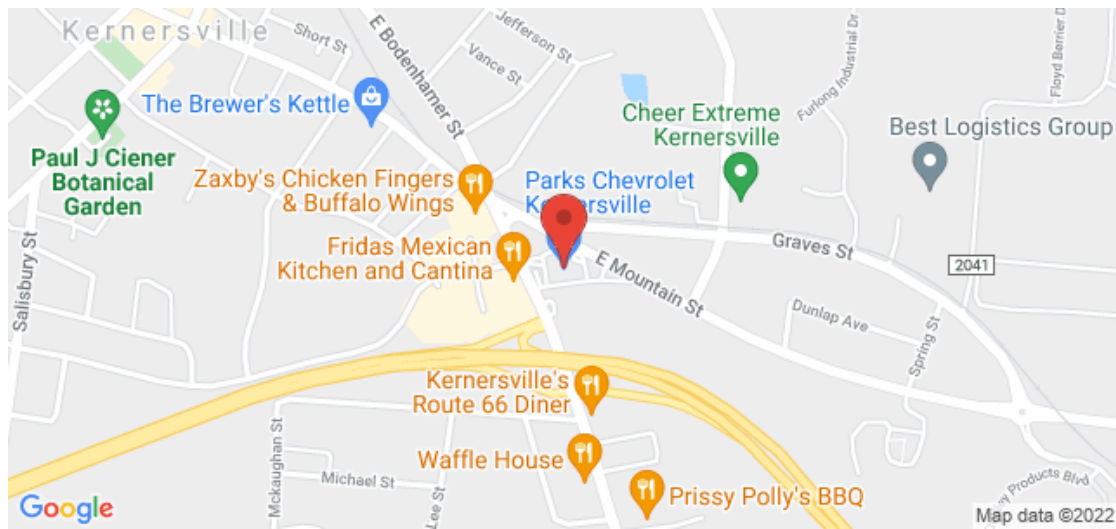 Kernersville
Short St
E Bodenhamer St
Jefferson St
Vance St
Furlong Industrial Dr
Floyd Berrier D
The Brewer's Kettle
Cheer Extreme
Kernersville
Best Logistics Group
Paul J Ciener
Botanical
Garden
Zaxby's Chicken Fingers
& Buffalo Wings
Parks Chevrolet
Salisbury St
Fridas Mexican
Kitchen and Cantina
E Mountain St
Graves St
2041
Dunlap Ave
Spring St
Kernersville's
Route 66 Diner
Mckaughan St
Waffle House
Michael St
Lee St
Prissy Polly's BBQ
Products Blvd
Google
Map data ©2022